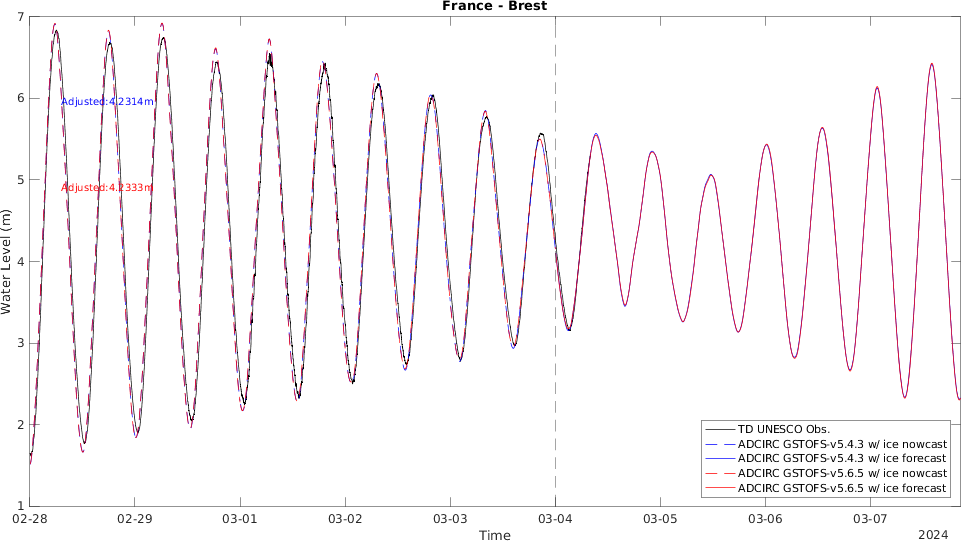 France - Brest
Water Level (m)
7
6
5
4
3
2
1
Adjusted:4.2314m
Adjusted:4.2333m
TD UNESCO Obs.
ADCIRC GSTOFS-v5.4.3 w/ ice nowcast
ADCIRC GSTOFS-v5.4.3 w/ ice forecast
ADCIRC GSTOFS-v5.6.5 w/ ice nowcast
ADCIRC GSTOFS-v5.6.5 w/ ice forecast
02-28 02-29 03-01 03-02 03-03 03-04 03-05 03-06 03-07
Time
2024